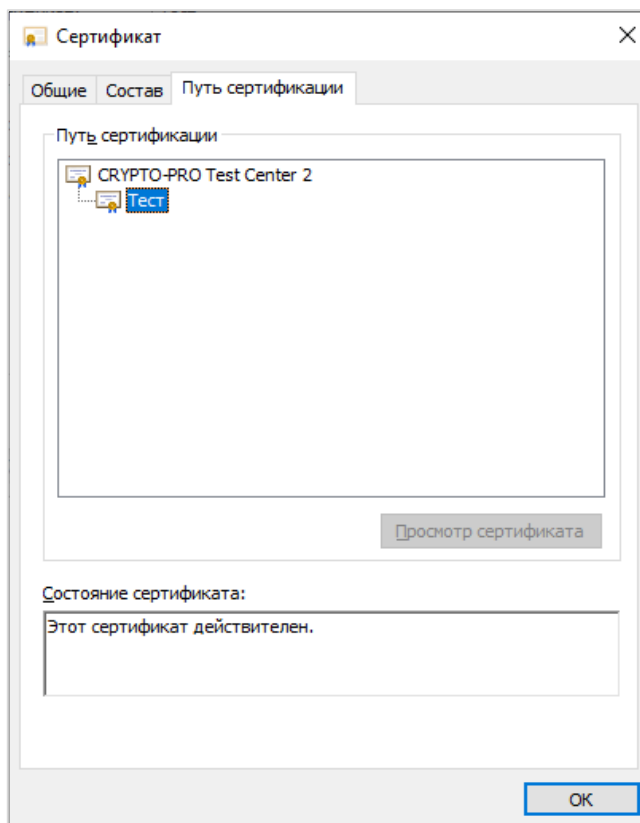 Сертификат
Общие Состав Путь сертификации
Путь сертификации
CRYPTO-PRO Test Center 2
Тест
Просмотр сертификата
Состояние сертификата:
Этот сертификат действителен.
ОК